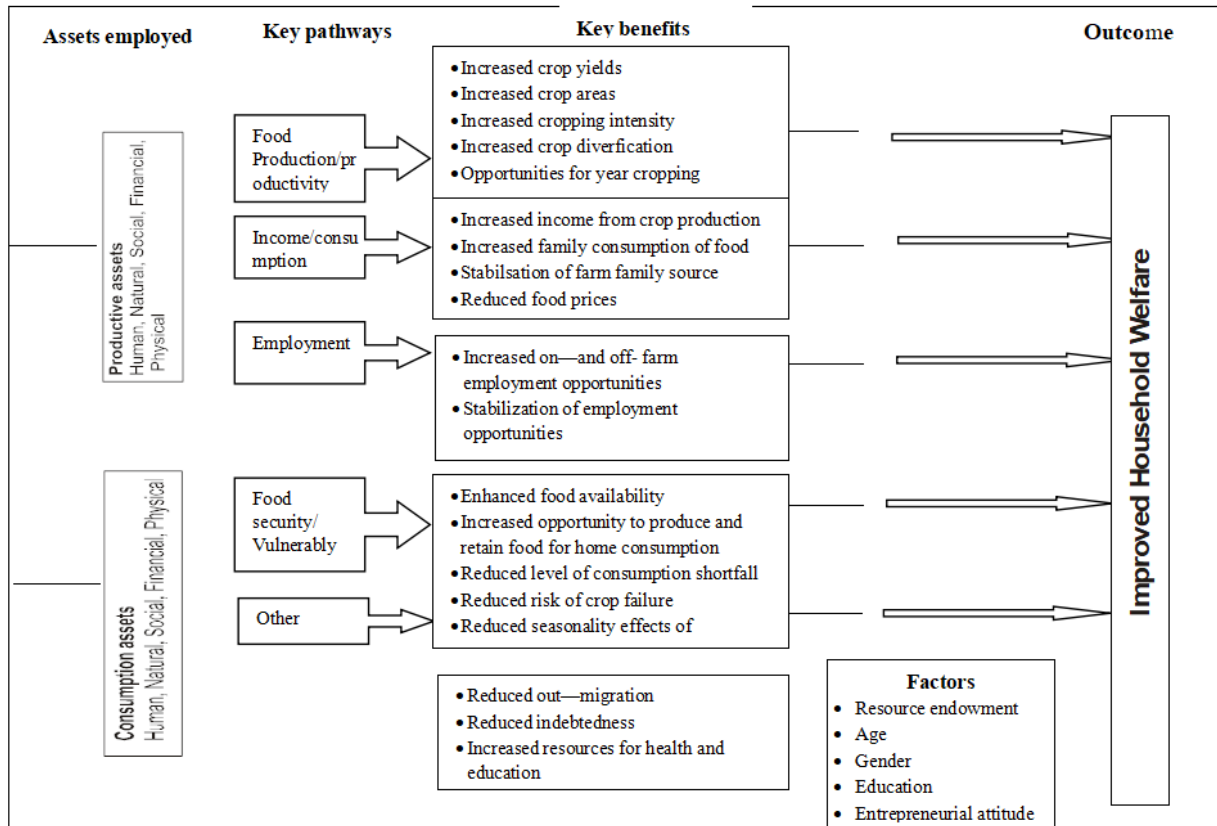 Assets employed
Key pathways
Key benefits
Outcome
Productive assets
Human, Natural, Social, Financial,
Physical
Consumption assets
Human, Natural, Social, Financial, Physical
Food
Production/pr
oductivity
Income/consu
mption
Employment
Food
security/
Vulnerably
Other
• Increased crop yields
• Increased crop areas
• Increased cropping intensity
• Increased crop diverfication
• Opportunities for year cropping
• Increased income from crop production
• Increased family consumption of food
• Stabilsation of farm family source
• Reduced food prices
• Increased on—and off- farm
employment opportunities
• Stabilization of employment
opportunities
• Enhanced food availability
• Increased opportunity to produce and
retain food for home consumption
• Reduced level of consumption shortfall
• Reduced risk of crop failure
• Reduced seasonality effects of
• Reduced out—migration
• Reduced indebtedness
• Increased resources for health and
education
Factors
• Resource endowment
• Age
• Gender
• Education
• Entrepreneurial attitude
Improved Household Welfare